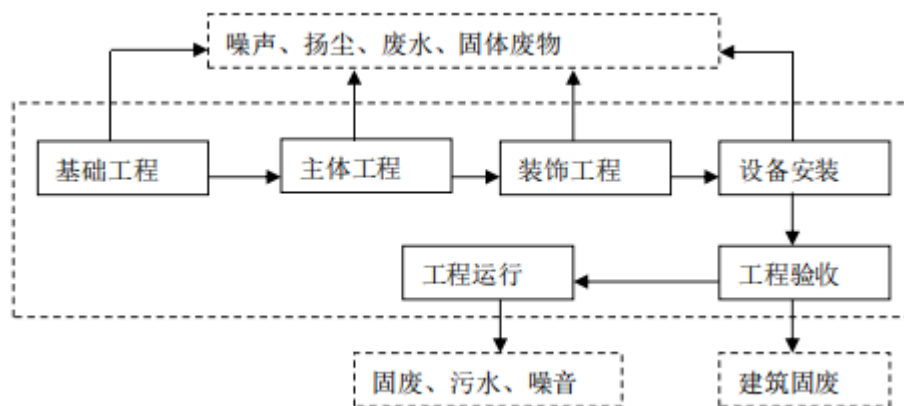 噪声、扬尘、废水、固体废物
基础工程
主体工程
装饰工程
设备安装
工程运行
工程验收
固废、污水、噪音
建筑固废